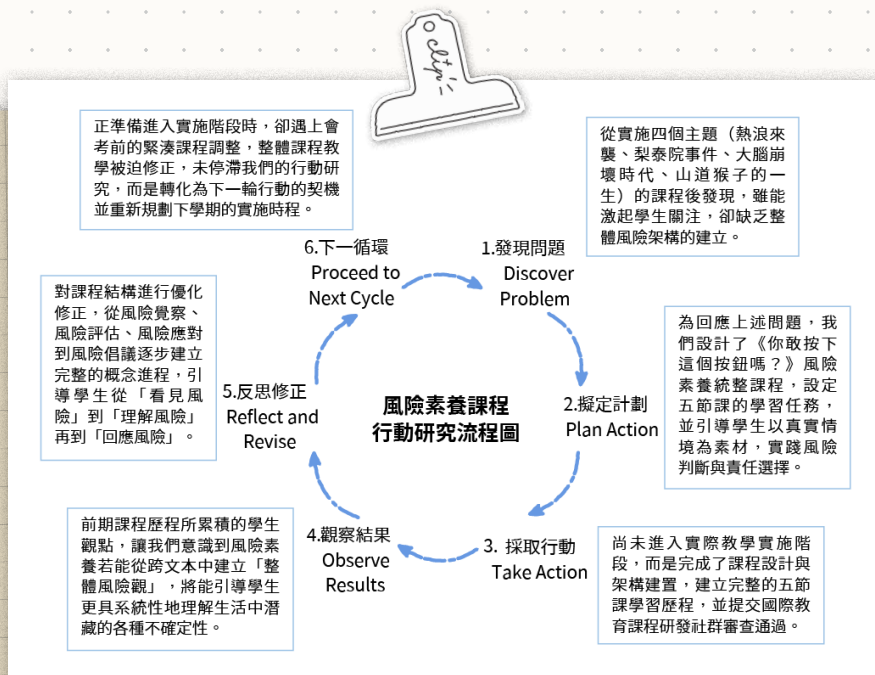 clip
正準備進入實施階段時，卻遇上會
考前的緊湊課程調整，整體課程教
學被迫修正，未停滯我們的行動研
究，而是轉化為下一輪行動的契機
並重新規劃下學期的實施時程。
從實施四個主題（熱浪來
襲、梨泰院事件、大腦崩
壞時代、山道猴子的一
生）的課程後發現，雖能
激起學生關注，卻缺乏整
體風險架構的建立。
6.下一循環
Proceed to
Next Cycle
1.發現問題
Discover
Problem
對課程結構進行優化
修正，從風險覺察、
風險評估、風險應對
到風險倡議逐步建立
完整的概念進程，引
導學生從「看見風
險」到「理解風險」
再到「回應風險」。
為回應上述問題，我
們設計了《你敢按下
這個按鈕嗎？》風險
素養統整課程，設定
五節課的學習任務，
並引導學生以真實情
境為素材，實踐風險
判斷與責任選擇。
5.反思修正
Reflect and
Revise
風險素養課程
行動研究流程圖
2.擬定計劃
Plan Action
前期課程歷程所累積的學生
觀點，讓我們意識到風險素
養若能從跨文本中建立「整
體風險觀」，將能引導學生
更具系統性地理解生活中潛
藏的各種不確定性。
4.觀察結果
Observe
Results
3. 採取行動
Take Action
尚未進入實際教學實施階
段，而是完成了課程設計與
架構建置，建立完整的五節
課學習歷程，並提交國際教
育課程研發社群審查通過。